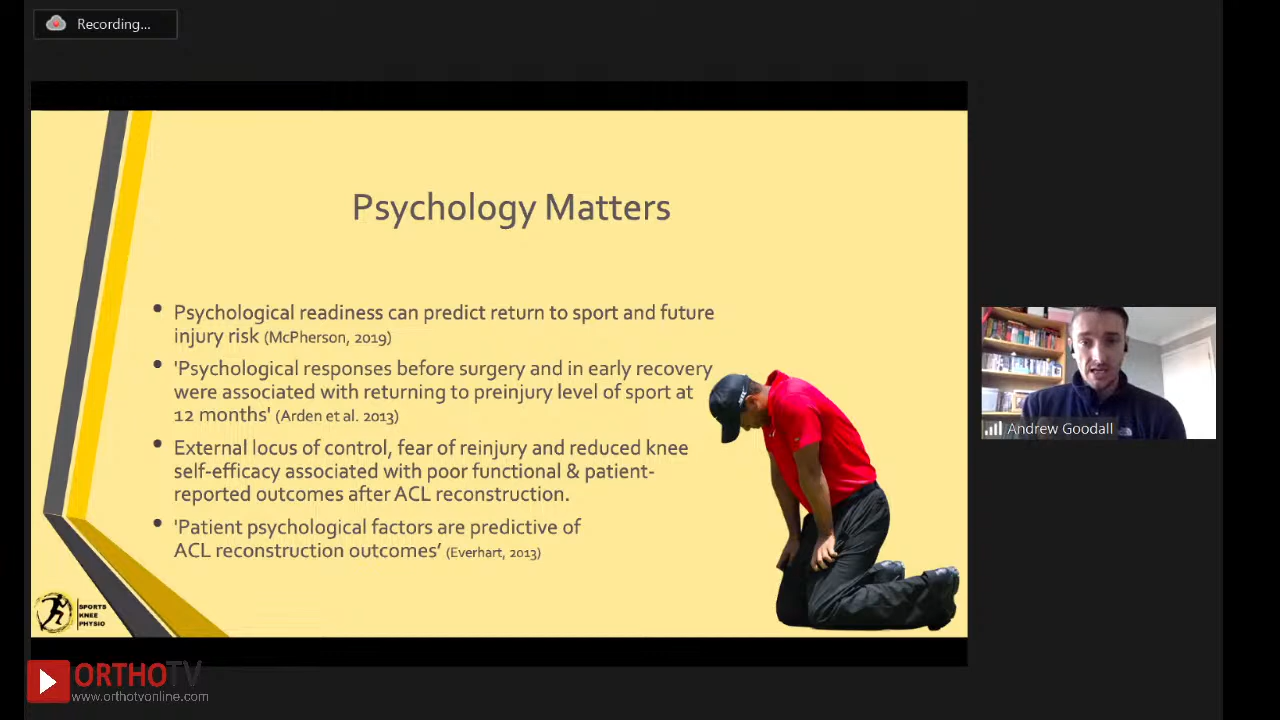 Recording...
Psychology Matters
• Psychological readiness can predict return to sport and future
injury risk (McPherson, 2019)
• 'Psychological responses before surgery and in early recovery
were associated with returning to preinjury level of sport at
12 months' (Arden et al. 2013)
• External locus of control, fear of reinjury and reduced knee
self-efficacy associated with poor functional & patient-
reported outcomes after ACL reconstruction.
• 'Patient psychological factors are predictive of
ACL reconstruction outcomes’ (Everhart, 2013)
Andrew Goodall
SPORTS
KNEE
PHYSIO
ORTHOTV
www.orthotvonline.com